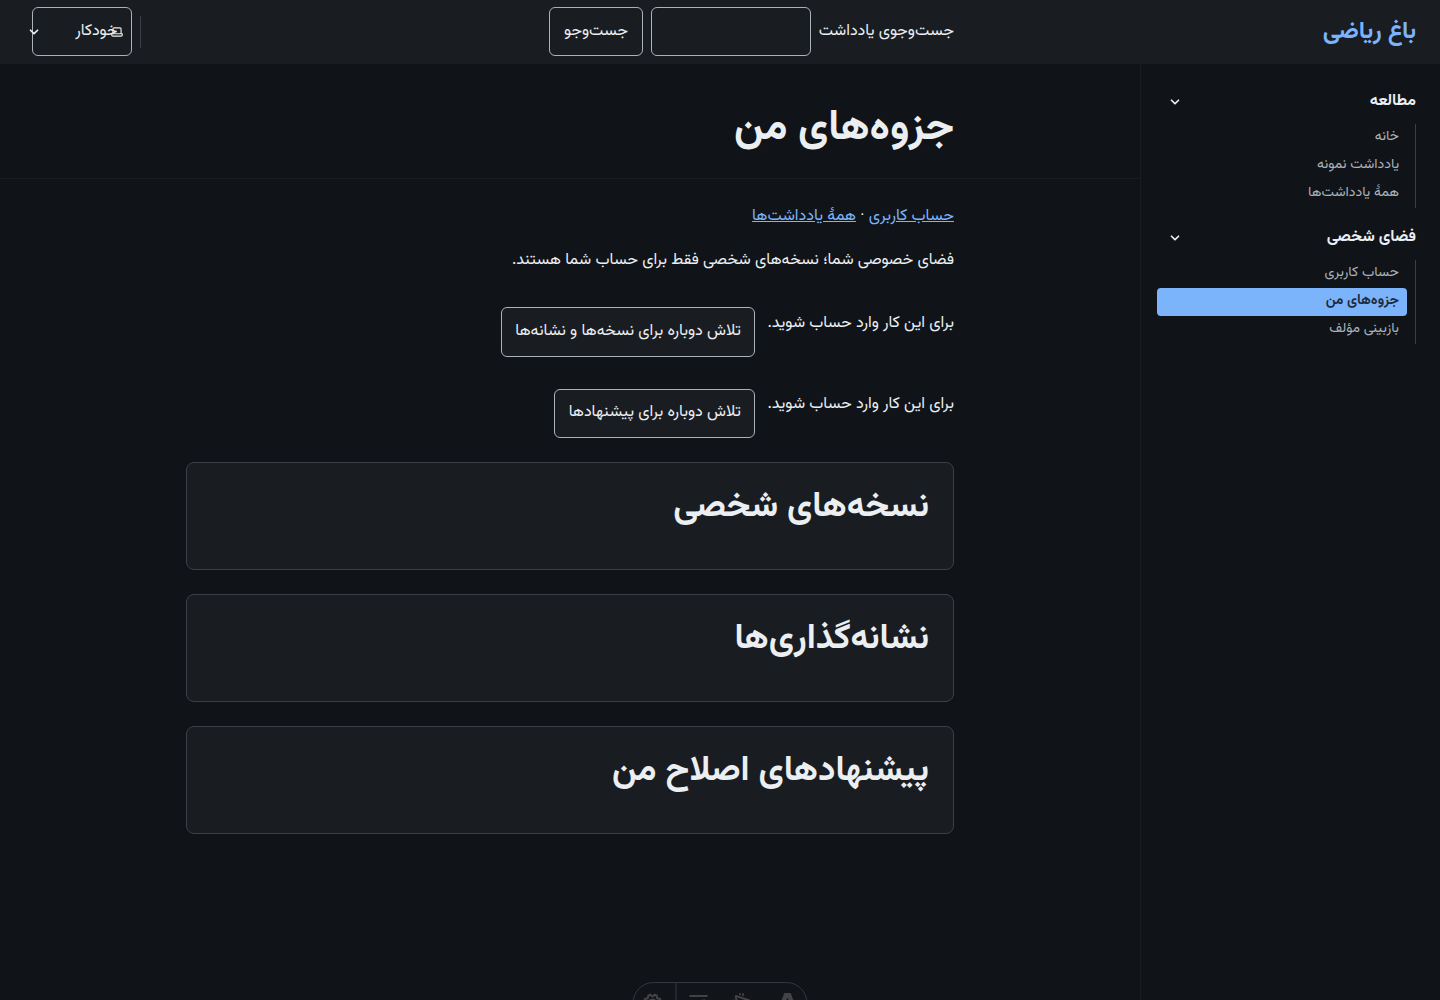 باغ ریاضی
جست‌وجوی یادداشت
جست‌وجو
خودکار
مطالعه
خانه
یادداشت نمونه
همهٔ یادداشت‌ها
فضای شخصی
حساب کاربری
جزوه‌های من
بازبینی مؤلف
جزوه‌های من
حساب کاربری · همهٔ یادداشت‌ها
فضای خصوصی شما؛ نسخه‌های شخصی فقط برای حساب شما هستند.
برای این کار وارد حساب شوید. تلاش دوباره برای نسخه‌ها و نشانه‌ها
برای این کار وارد حساب شوید. تلاش دوباره برای پیشنهادها
نسخه‌های شخصی
نشانه‌گذاری‌ها
پیشنهادهای اصلاح من